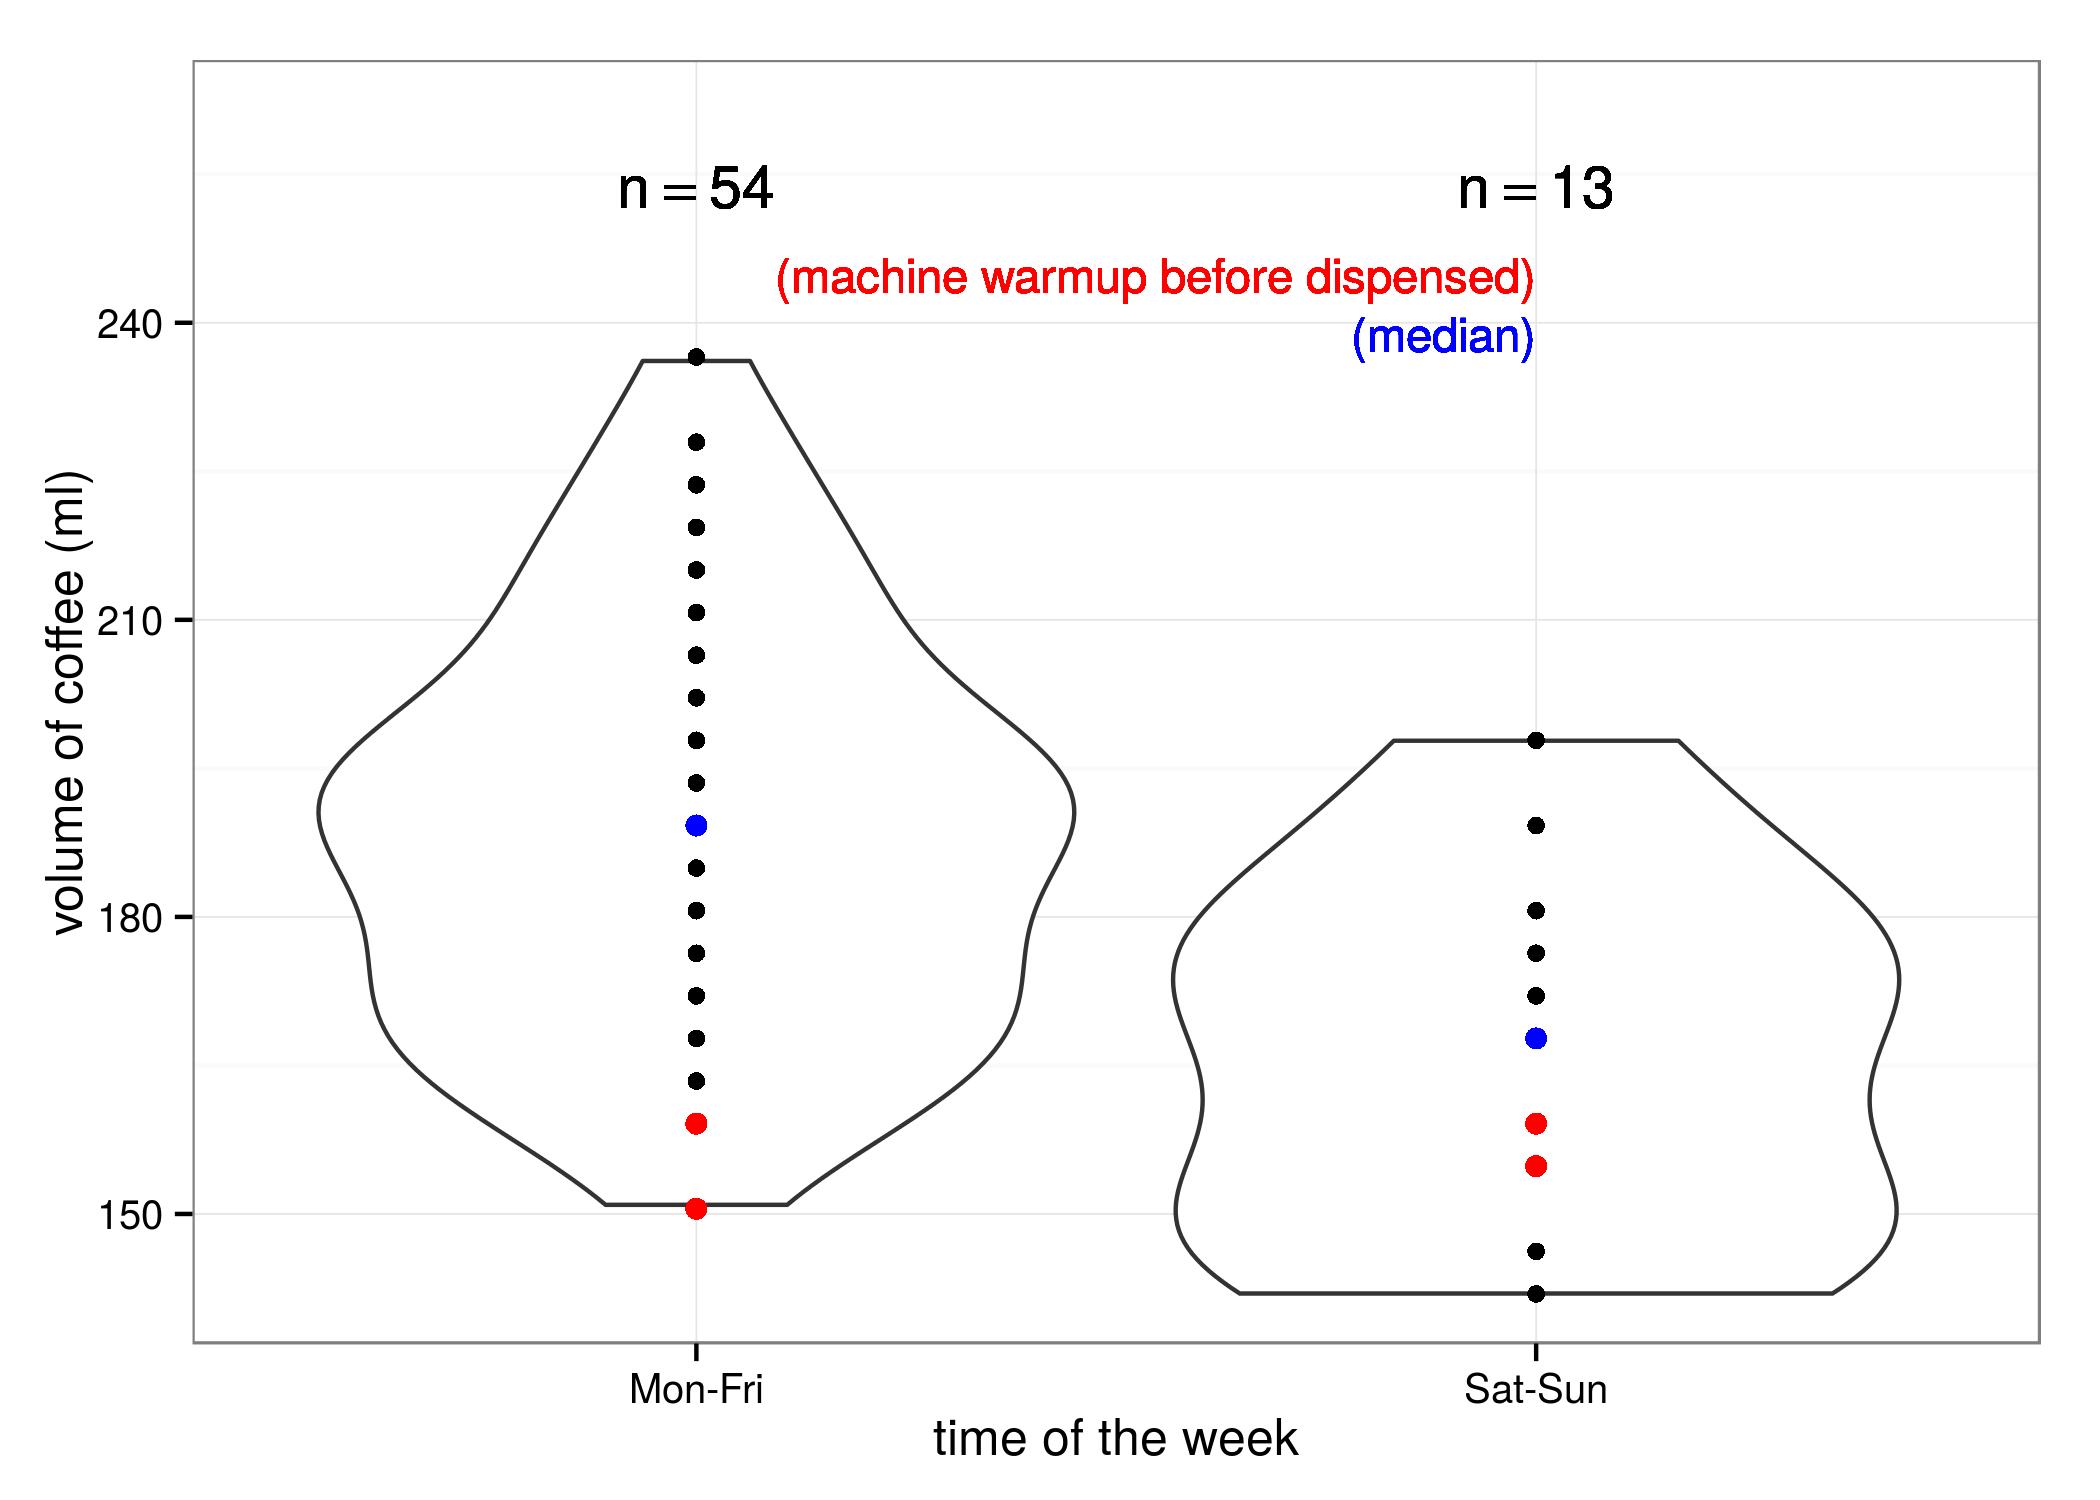 n = 54
n = 13
(machine warmup before dispensed)
(median)
240
210
180
150
volume of coffee (ml)
Mon-Fri
Sat-Sun
time of the week